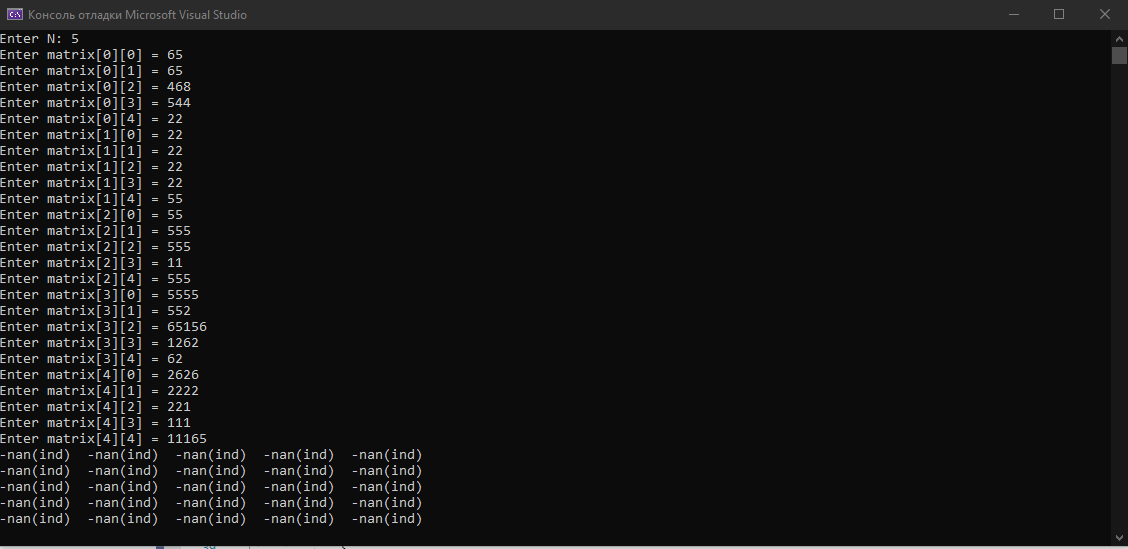 Консоль отладки Microsoft Visual Studio
Enter N: 5
Enter matrix[0][0] = 65
Enter matrix[0][1] = 65
Enter matrix[0][2] = 468
Enter matrix[0][3] = 544
Enter matrix[0][4] = 22
Enter matrix[1][0] = 22
Enter matrix[1][1] = 22
Enter matrix[1][2] = 22
Enter matrix[1][3] = 22
Enter matrix[1][4] = 55
Enter matrix[2][0] = 55
Enter matrix[2][1] = 555
Enter matrix[2][2] = 555
Enter matrix[2][3] = 11
Enter matrix[2][4] = 555
Enter matrix[3][0] = 5555
Enter matrix[3][1] = 552
Enter matrix[3][2] = 65156
Enter matrix[3][3] = 1262
Enter matrix[3][4] = 62
Enter matrix[4][0] = 2626
Enter matrix[4][1] = 2222
Enter matrix[4][2] = 221
Enter matrix[4][3] = 111
Enter matrix[4][4] = 11165
-nan(ind)  -nan(ind)  -nan(ind)  -nan(ind)  -nan(ind)
-nan(ind)  -nan(ind)  -nan(ind)  -nan(ind)  -nan(ind)
-nan(ind)  -nan(ind)  -nan(ind)  -nan(ind)  -nan(ind)
-nan(ind)  -nan(ind)  -nan(ind)  -nan(ind)  -nan(ind)
-nan(ind)  -nan(ind)  -nan(ind)  -nan(ind)  -nan(ind)